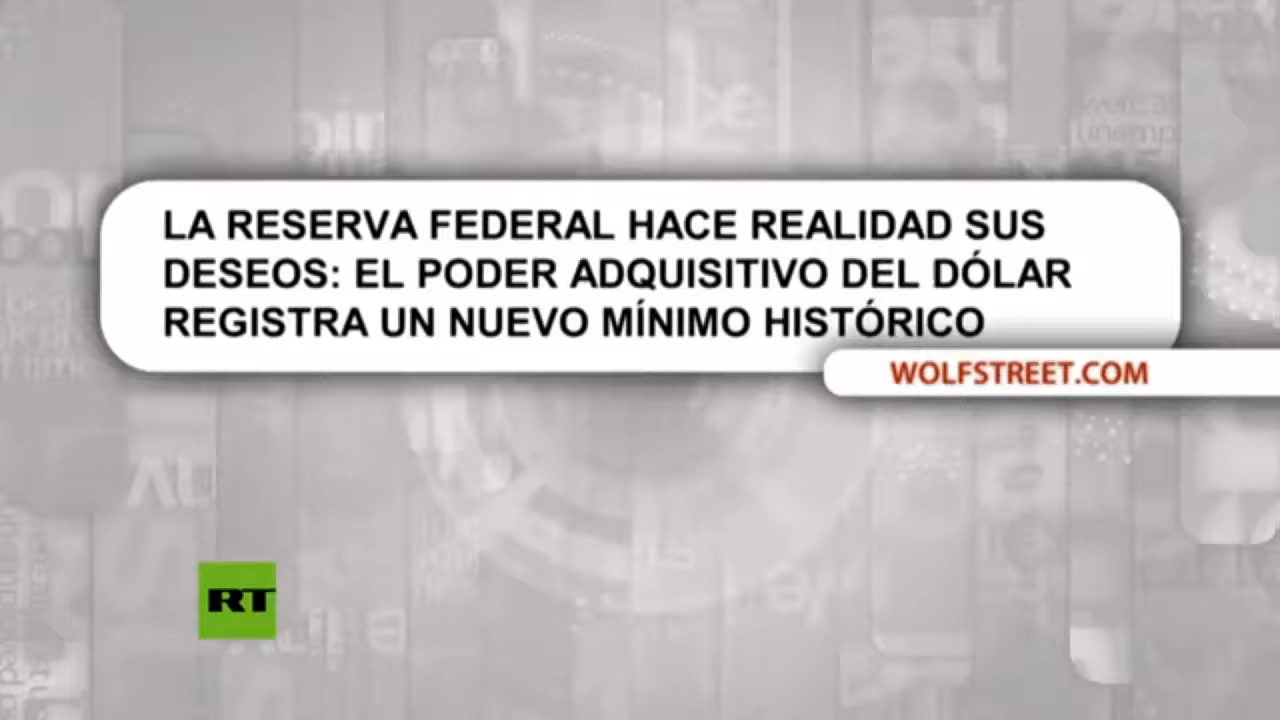 LA RESERVA FEDERAL HACE REALIDAD SUS
DESEOS: EL PODER ADQUISITIVO DEL DÓLAR
REGISTRA UN NUEVO MÍNIMO HISTÓRICO
WOLFSTREET.COM
RT